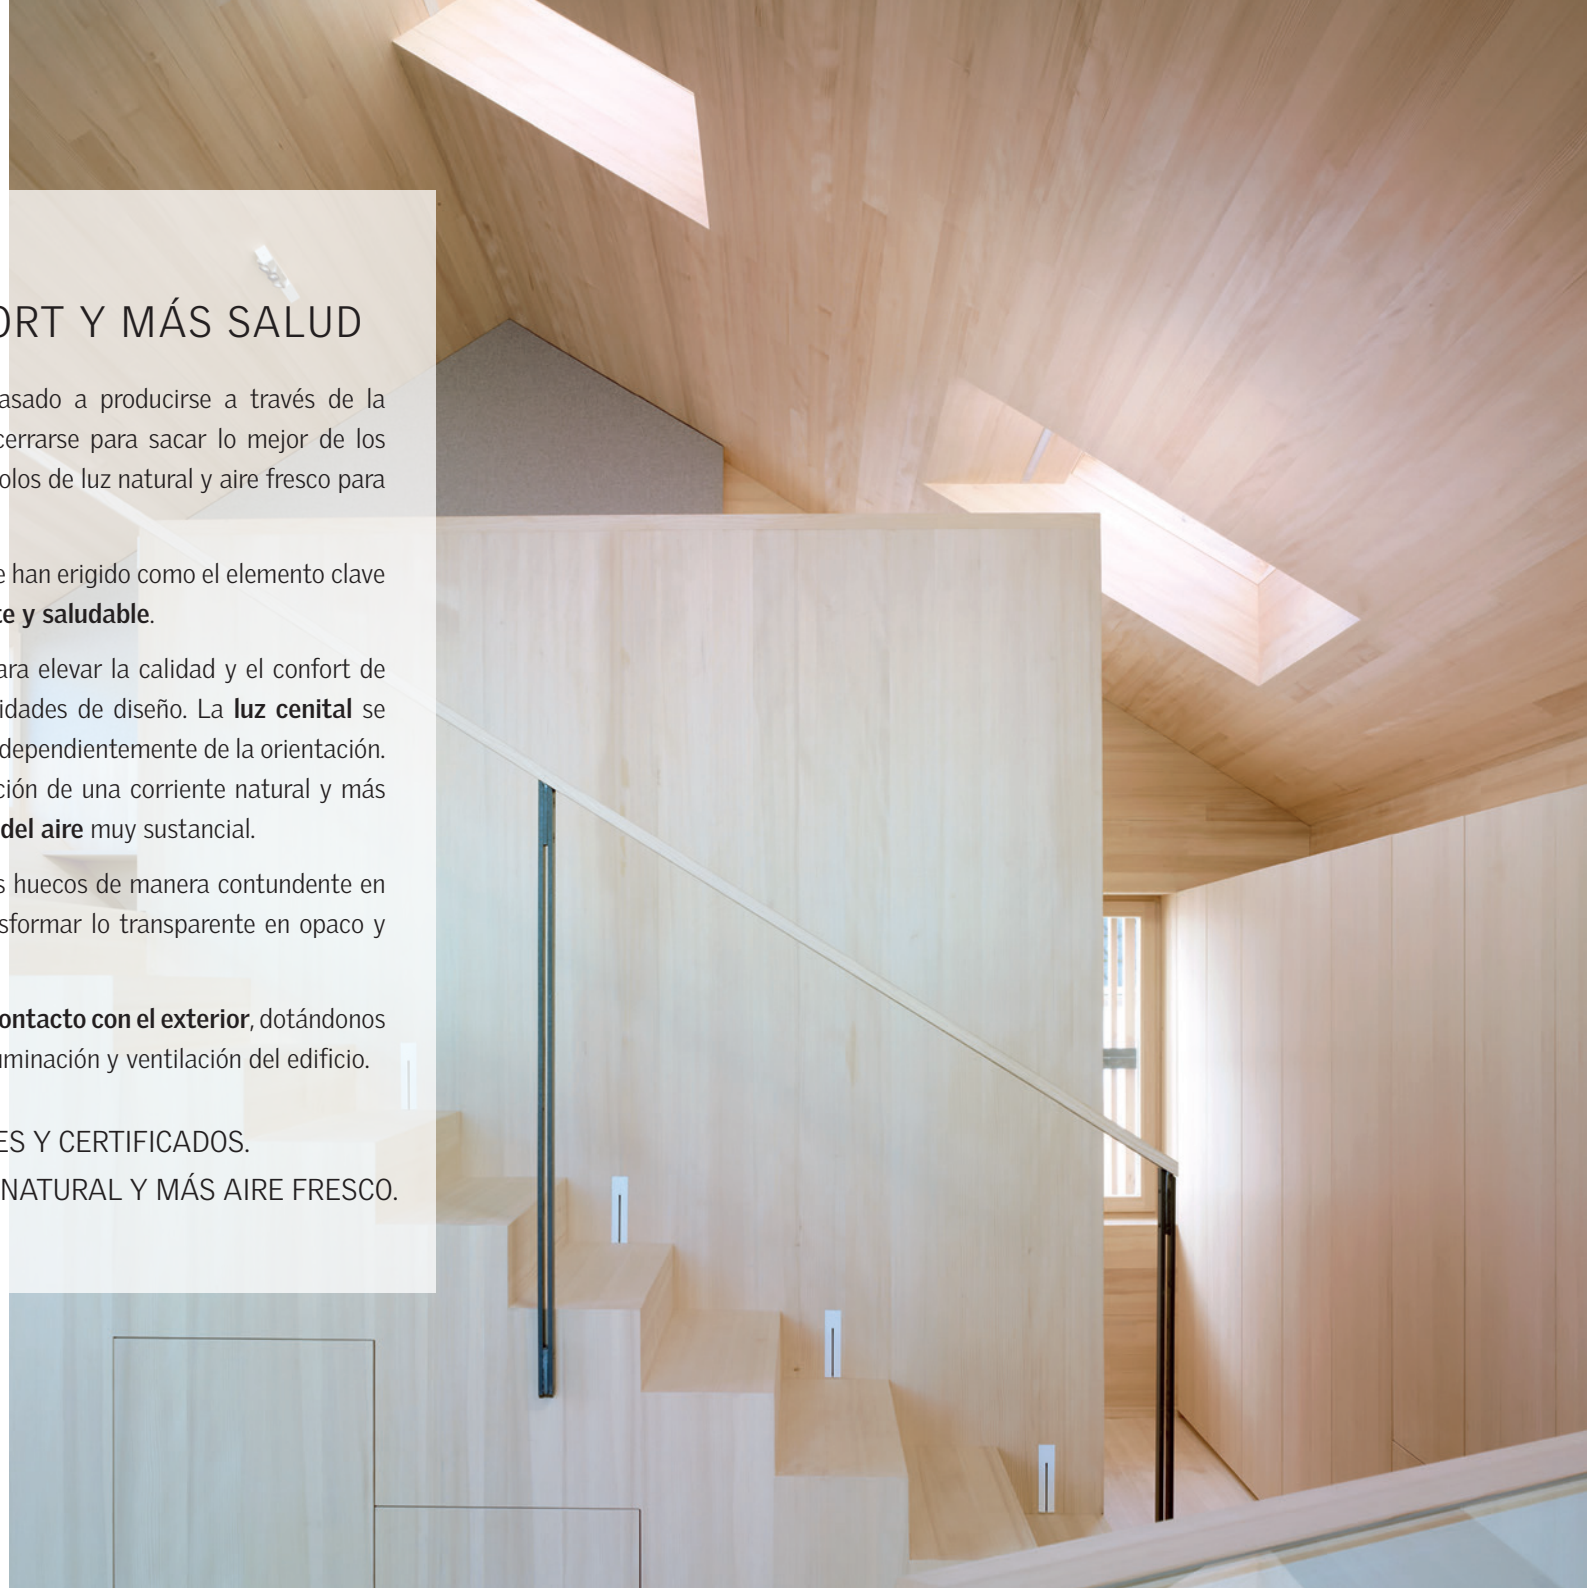 ORT Y MÁS SALUD
asado a producirse a través de la
cerrarse para sacar lo mejor de los
olos de luz natural y aire fresco para
e han erigido como el elemento clave
te y saludable.
ara elevar la calidad y el confort de
idades de diseño. La luz cenital se
dependientemente de la orientación.
ción de una corriente natural y más
del aire muy sustancial.
s huecos de manera contundente en
sformar lo transparente en opaco y
ontacto con el exterior, dotándonos
uminación y ventilación del edificio.
ES Y CERTIFICADOS.
NATURAL Y MÁS AIRE FRESCO.